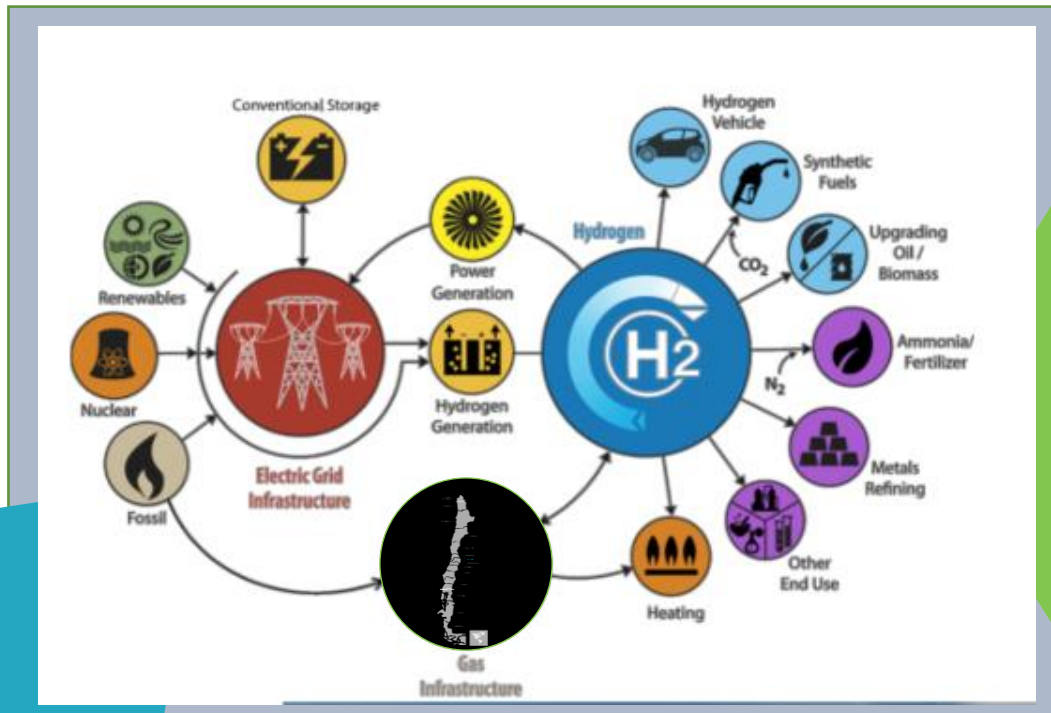 Conventional Storage
Hydrogen
Vehicle
Synthetic
Fuels
Hydrogen
Upgrading
Oil /
Biomass
CO2
Renewables
Power
Generation
H2
Ammonia/
Fertilizer
N2
Nuclear
Hydrogen
Generation
Electric Grid
Infrastructure
Metals
Refining
Fossil
Other
End Use
Heating
Gas
Infrastructure